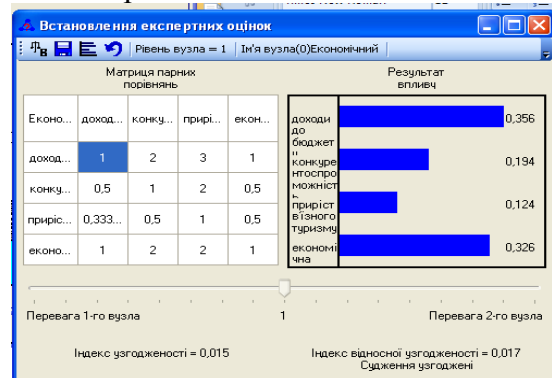 Встановлення експертних оцінок
Рівень вузла = 1 Ім'я вузла(0)Економічний
Матриця парних
порівнянь
Результат
впливу
Еконо... доход... конку... прирі... екон...
доход... 1 2 3 1
конку... 0,5 1 2 0,5
приріс... 0,333... 0,5 1 0,5
еконо... 1 2 2 1
доходи
до
бюджет
у
0,356
конкуре
нтоспро
можніст
ь
0,194
приріст
в'їзного
туризму
0,124
економі
чна
0,326
Перевага 1-го вузла 1 Перевага 2-го вузла
Індекс узгодженості = 0,015
Індекс відносної узгодженості = 0,017
Судження узгоджені